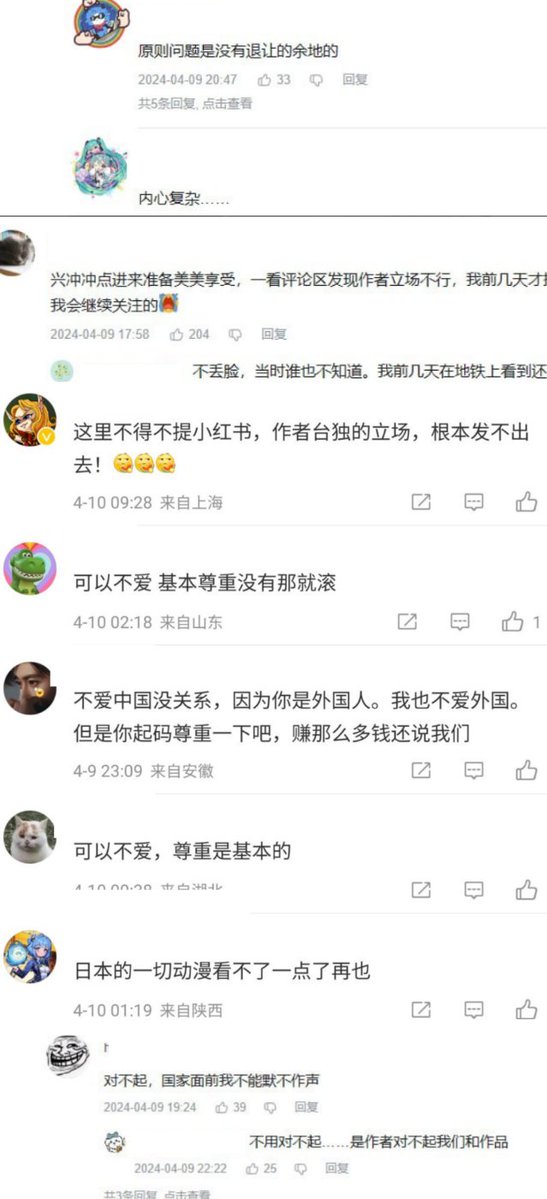 原则问题是没有退让的余地的
2024-04-09 20:47 33 回复
共5条回复, 点击查看
内心复杂……
兴冲冲点进来准备美美享受，一看评论区发现作者立场不行，我前几天才
我会继续关注的
2024-04-09 17:58 204 回复
不丢脸，当时谁也不知道。我前几天在地铁上看到还
这里不得不提小红书，作者台独的立场，根本发不出
去！
4-10 09:28 来自上海
可以不爱 基本尊重没有那就滚
4-10 02:18 来自山东 1
不爱中国没关系，因为你是外国人。我也不爱外国。
但是你起码尊重一下吧，赚那么多钱还说我们
4-9 23:09 来自安徽
可以不爱，尊重是基本的
日本的一切动漫看不了一点了再也
4-10 01:19 来自陕西
对不起，国家面前我不能默不作声
2024-04-09 19:24 39 回复
不用对不起……是作者对不起我们和作品
2024-04-09 22:22 25 回复
共3条回复, 点击查看